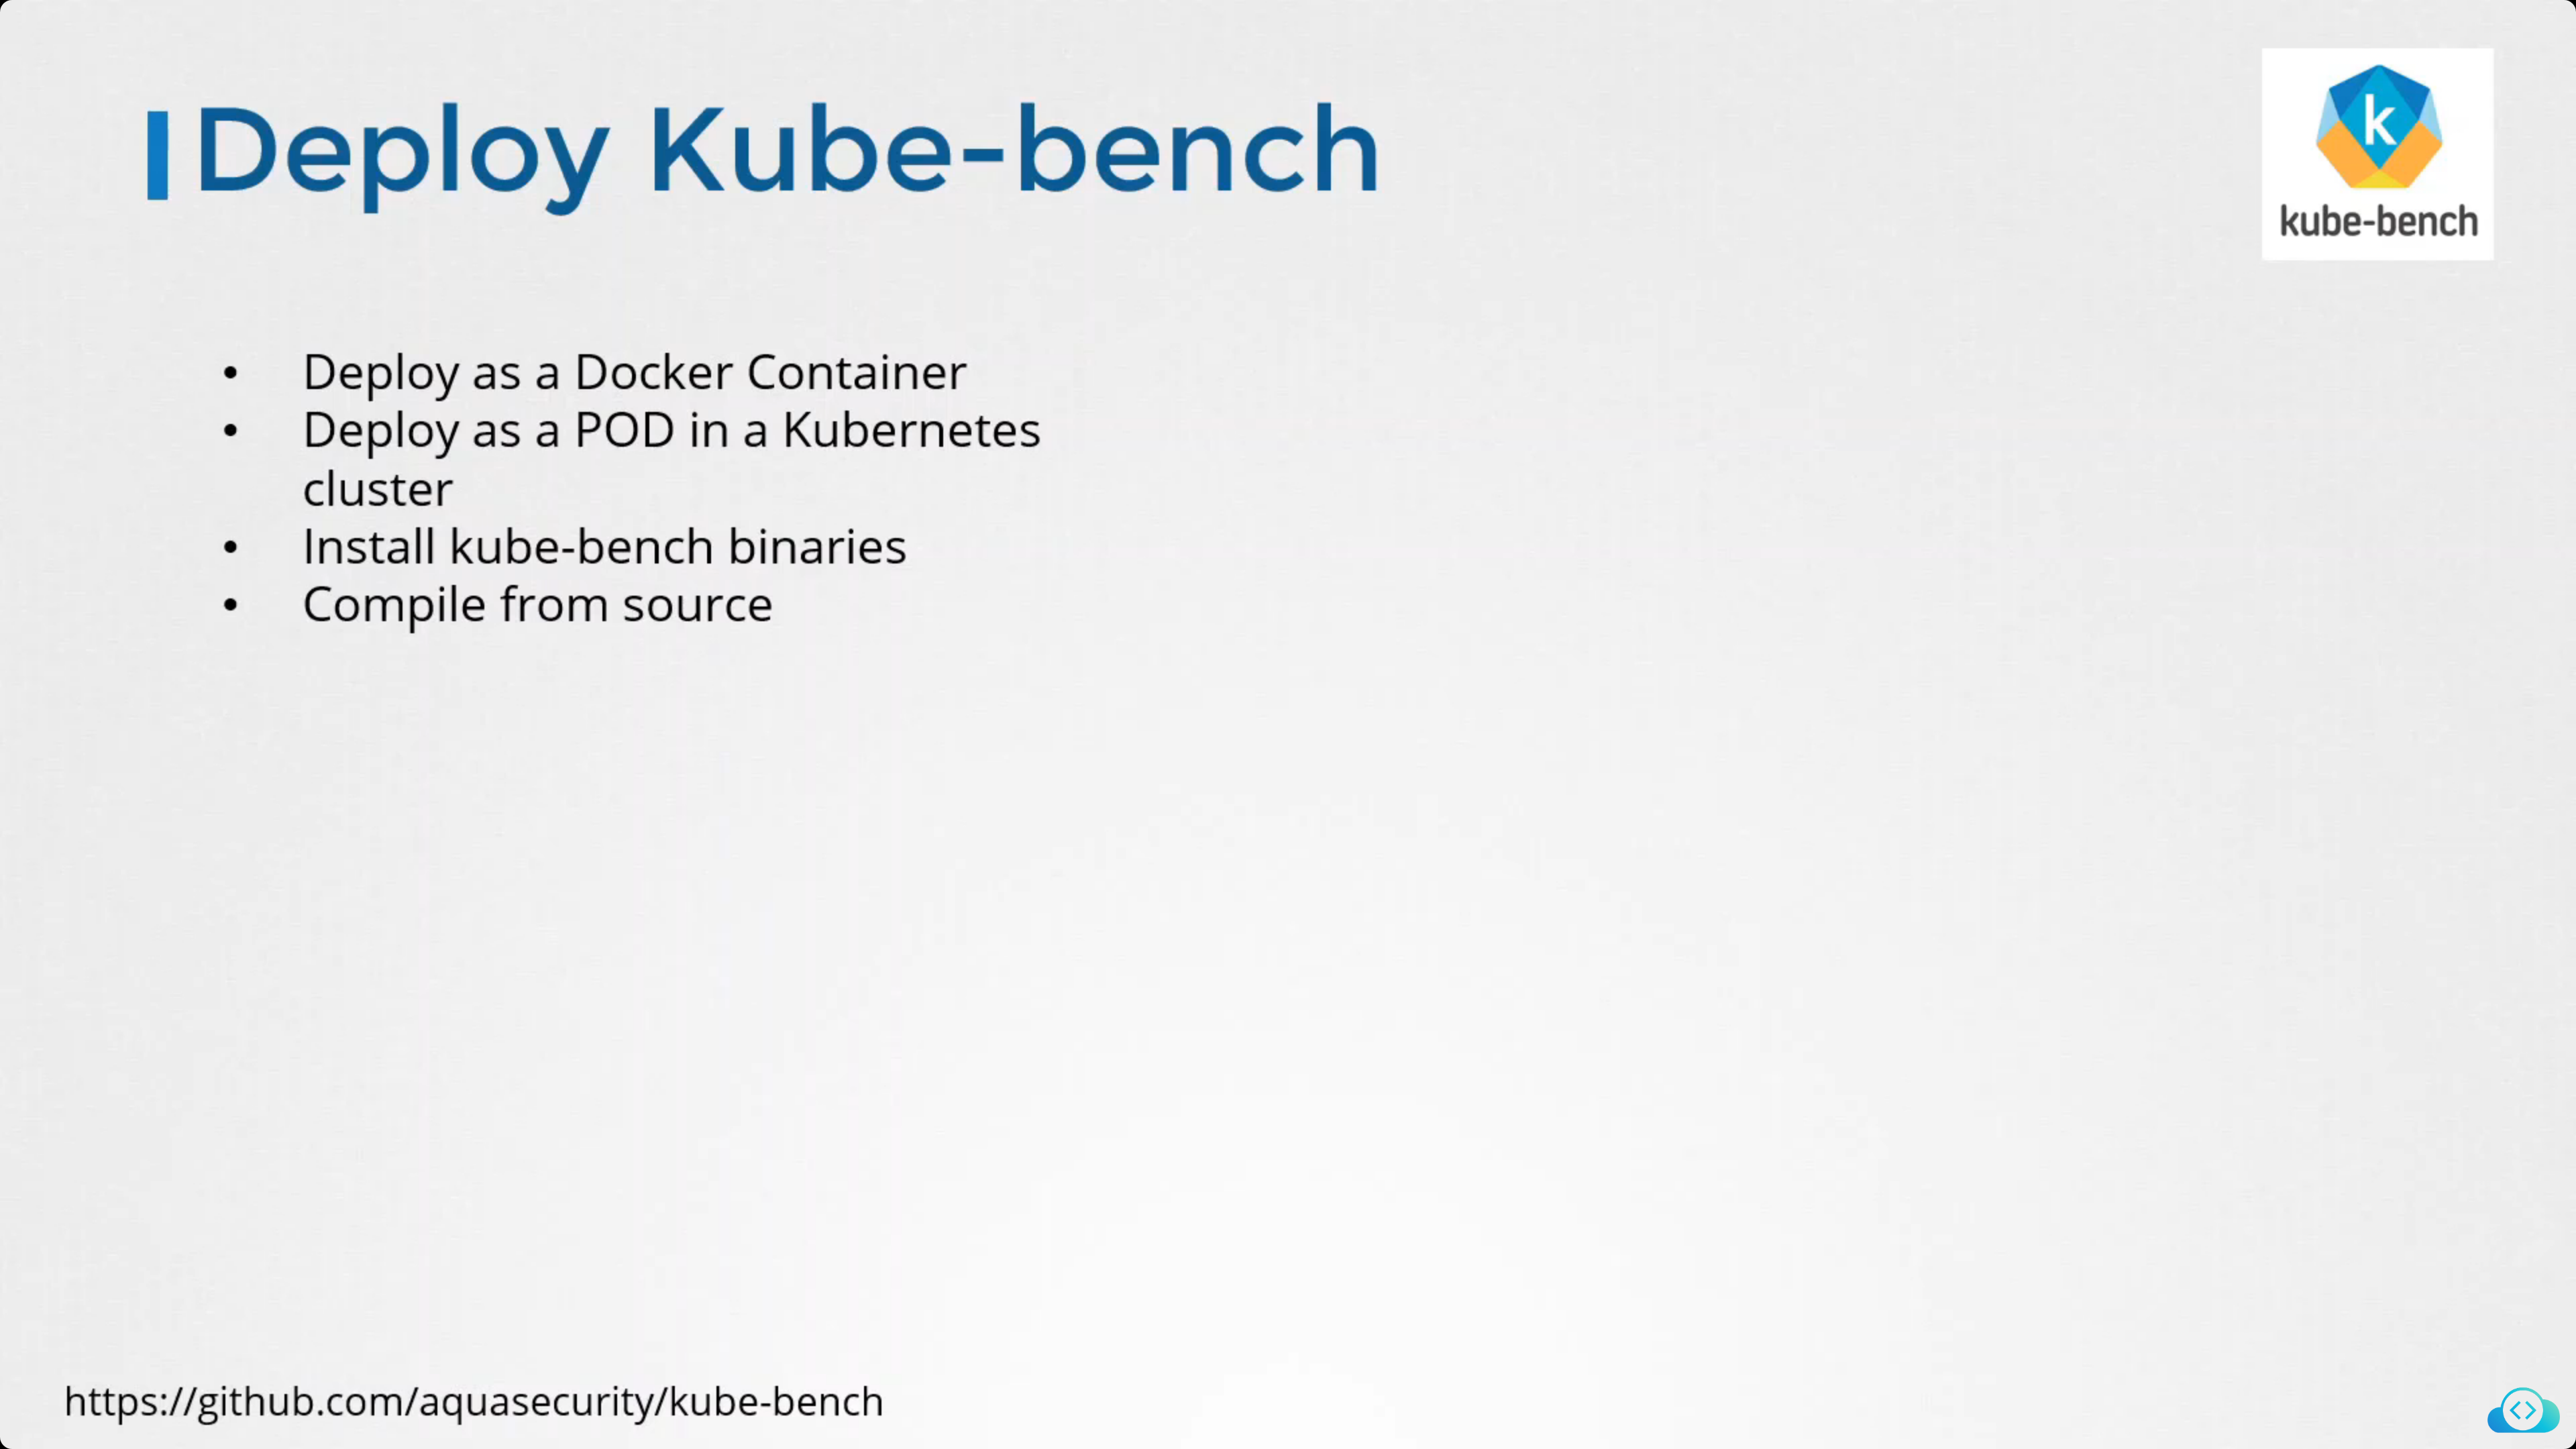 Deploy Kube-bench
k
kube-bench
• Deploy as a Docker Container
• Deploy as a POD in a Kubernetes
cluster
• Install kube-bench binaries
• Compile from source
https://github.com/aquasecurity/kube-bench